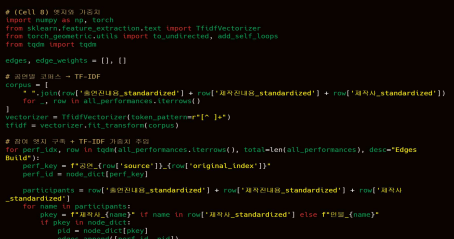 # (Cell 8) 엣지와 가중치
import numpy as np, torch
from sklearn.feature_extraction.text import TfidfVectorizer
from torch_geometric.utils import to_undirected, add_self_loops
from tqdm import tqdm
edges, edge_weights = [], []
# 공연별 코퍼스 → TF-IDF
corpus = [
" ".join(row['출연진내용_standardized'] + row['제작진내용_standardized'] + row['제작사_standardized'])
for _, row in all_performances.iterrows()
]
vectorizer = TfidfVectorizer(token_pattern=r"[^ ]+")
tfidf = vectorizer.fit_transform(corpus)
# 참여 엣지 구축 + TF-IDF 가중치 주입
for perf_idx, row in tqdm(all_performances.iterrows(), total=len(all_performances), desc="Edges
Build"):
perf_key = f"공연_{row['source']}_{row['original_index']}"
perf_id = node_dict[perf_key]
participants = row['출연진내용_standardized'] + row['제작진내용_standardized'] + row['제작사
_standardized']
for name in participants:
pkey = f"제작사_{name}" if name in row['제작사_standardized'] else f"인물_{name}"
if pkey in node_dict:
pid = node_dict[pkey]